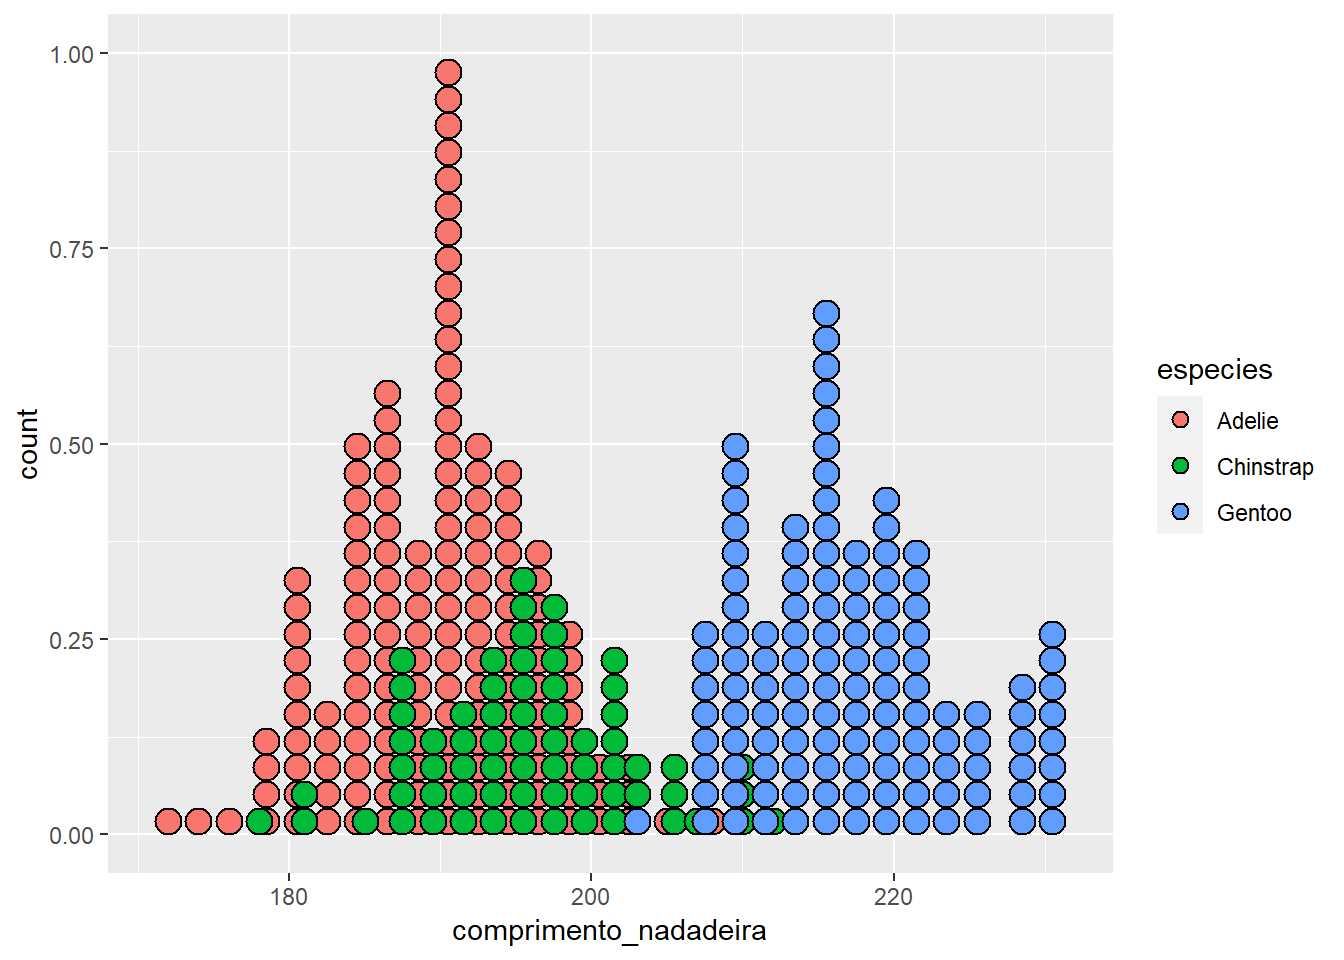 1.00
0.75
0.50
0.25
0.00
count
180
200
220
comprimento_nadadeira
especies
Adelie
Chinstrap
Gentoo